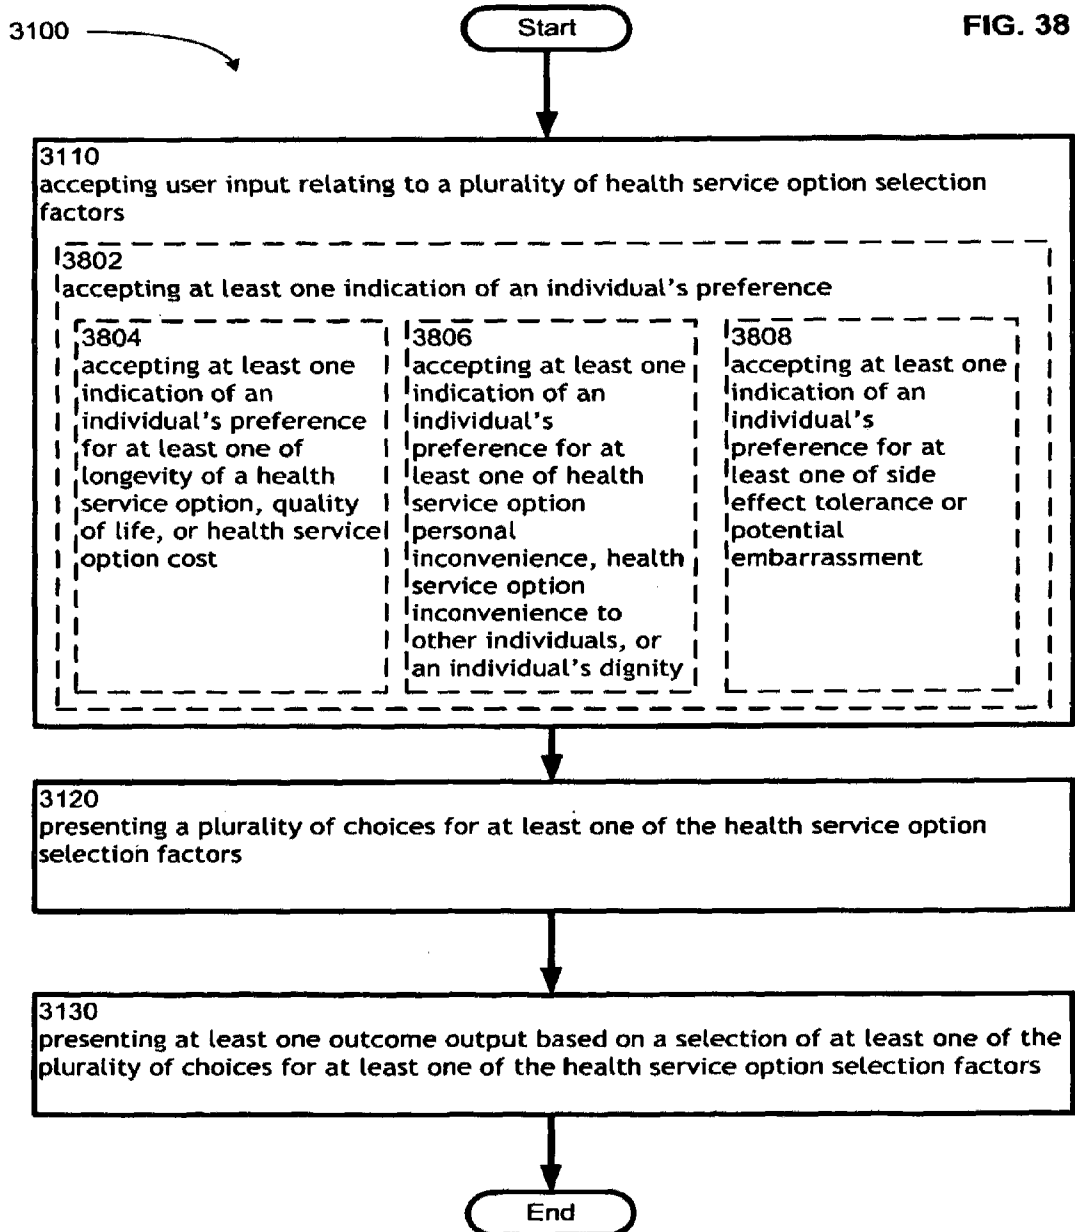 3100
Start
FIG. 38
3110
accepting user input relating to a plurality of health service option selection
factors
3802
accepting at least one indication of an individual's preference
3804
accepting at least one
indication of an
individual's preference
for at least one of
longevity of a health
service option, quality
of life, or health service
option cost
3806
accepting at least one
indication of an
individual's
preference for at
least one of health
service option
personal
inconvenience, health
service option
inconvenience to
other individuals, or
an individual's dignity
3808
accepting at least one
indication of an
individual's
preference for at
least one of side
effect tolerance or
potential
embarrassment
3120
presenting a plurality of choices for at least one of the health service option
selection factors
3130
presenting at least one outcome output based on a selection of at least one of the
plurality of choices for at least one of the health service option selection factors
End